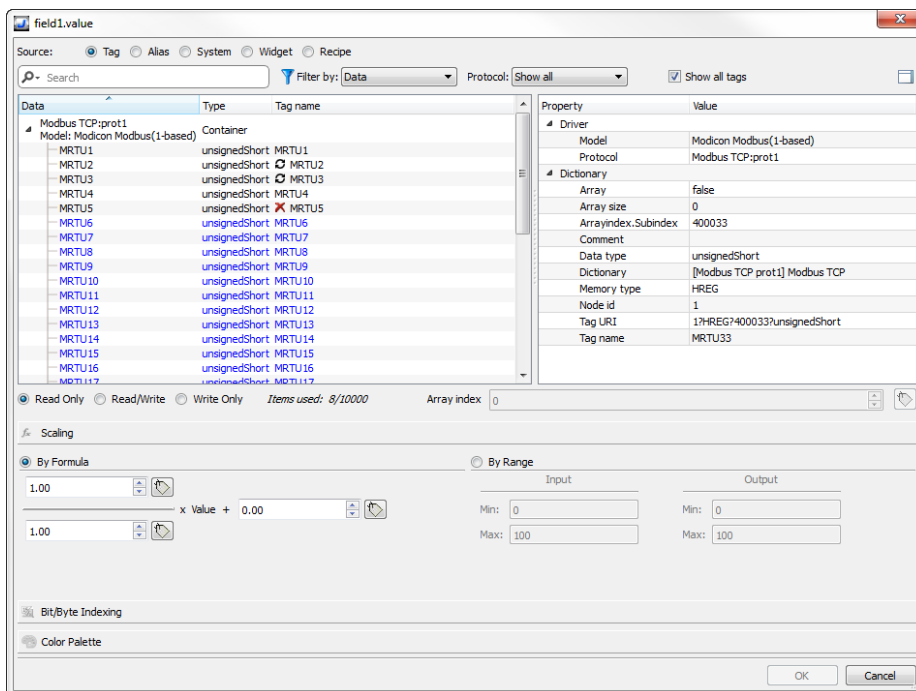 field1.value
Source: Tag Alias System Widget Recipe
Search Filter by: Data Protocol: Show all Show all tags
Data Type Tag name
Modbus TCP:prot1
Model: Modicon Modbus(1-based) Container
MRTU1 unsignedShort MRTU1
MRTU2 unsignedShort MRTU2
MRTU3 unsignedShort MRTU3
MRTU4 unsignedShort MRTU4
MRTU5 unsignedShort MRTU5
MRTU6 unsignedShort MRTU6
MRTU7 unsignedShort MRTU7
MRTU8 unsignedShort MRTU8
MRTU9 unsignedShort MRTU9
MRTU10 unsignedShort MRTU10
MRTU11 unsignedShort MRTU11
MRTU12 unsignedShort MRTU12
MRTU13 unsignedShort MRTU13
MRTU14 unsignedShort MRTU14
MRTU15 unsignedShort MRTU15
MRTU16 unsignedShort MRTU16
MRTU17 unsignedShort MRTU17
Property Value
Driver
Model Modicon Modbus(1-based)
Protocol Modbus TCP:prot1
Dictionary
Array false
Array size 0
Arrayindex.Subindex 400033
Comment
Data type unsignedShort
Dictionary [Modbus TCP prot1] Modbus TCP
Memory type HREG
Node id 1
Tag URI 1?HREG?400033?unsignedShort
Tag name MRTU33
Read Only Read/Write Write Only Items used: 8/10000 Array index 0
fx Scaling
By Formula
1.00
x Value + 0.00
1.00
By Range
Input Output
Min: 0 Min: 0
Max: 100 Max: 100
Bit/Byte Indexing
Color Palette
OK Cancel